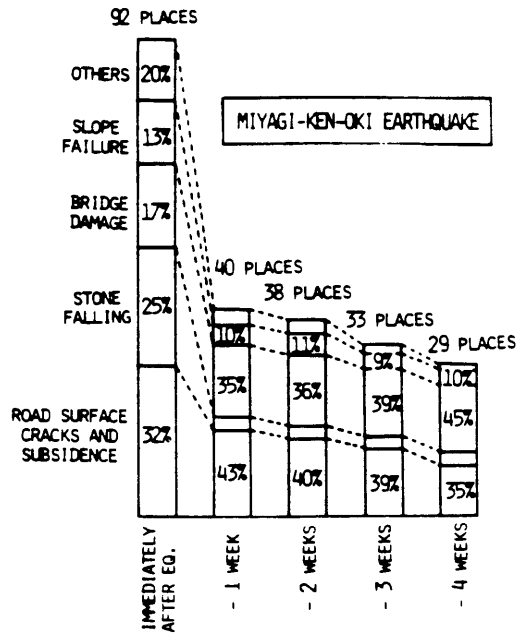 92 PLACES
OTHERS
20%
MIYAGI-KEN-OKI EARTHQUAKE
SLOPE
FAILURE
13%
BRIDGE
DAMAGE
17%
STONE
FALLING
25%
ROAD SURFACE
CRACKS AND
SUBSIDENCE
32%
40 PLACES
10%
35%
43%
38 PLACES
11%
36%
40%
33 PLACES
9%
39%
39%
29 PLACES
10%
45%
35%
IMMEDIATELY
AFTER EQ.
- 1 WEEK
- 2 WEEKS
- 3 WEEKS
- 4 WEEKS